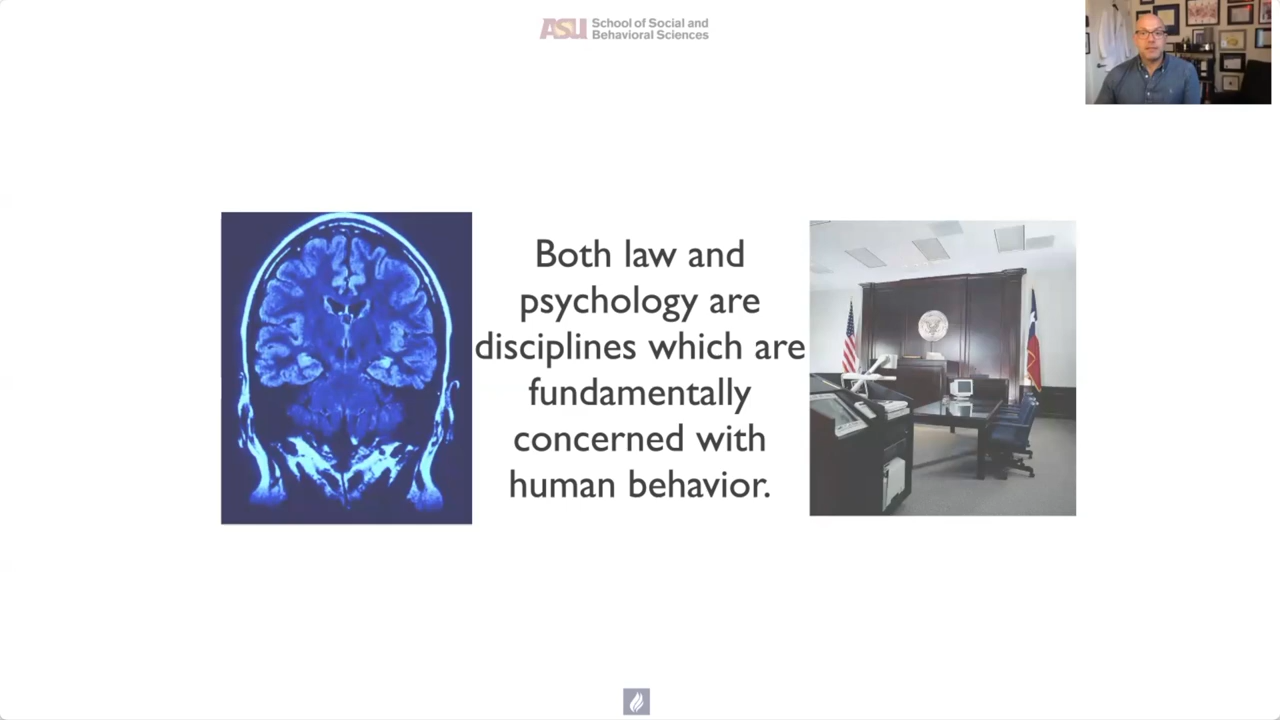 ASU School of Social and
Behavioral Sciences
Both law and
psychology are
disciplines which are
fundamentally
concerned with
human behavior.